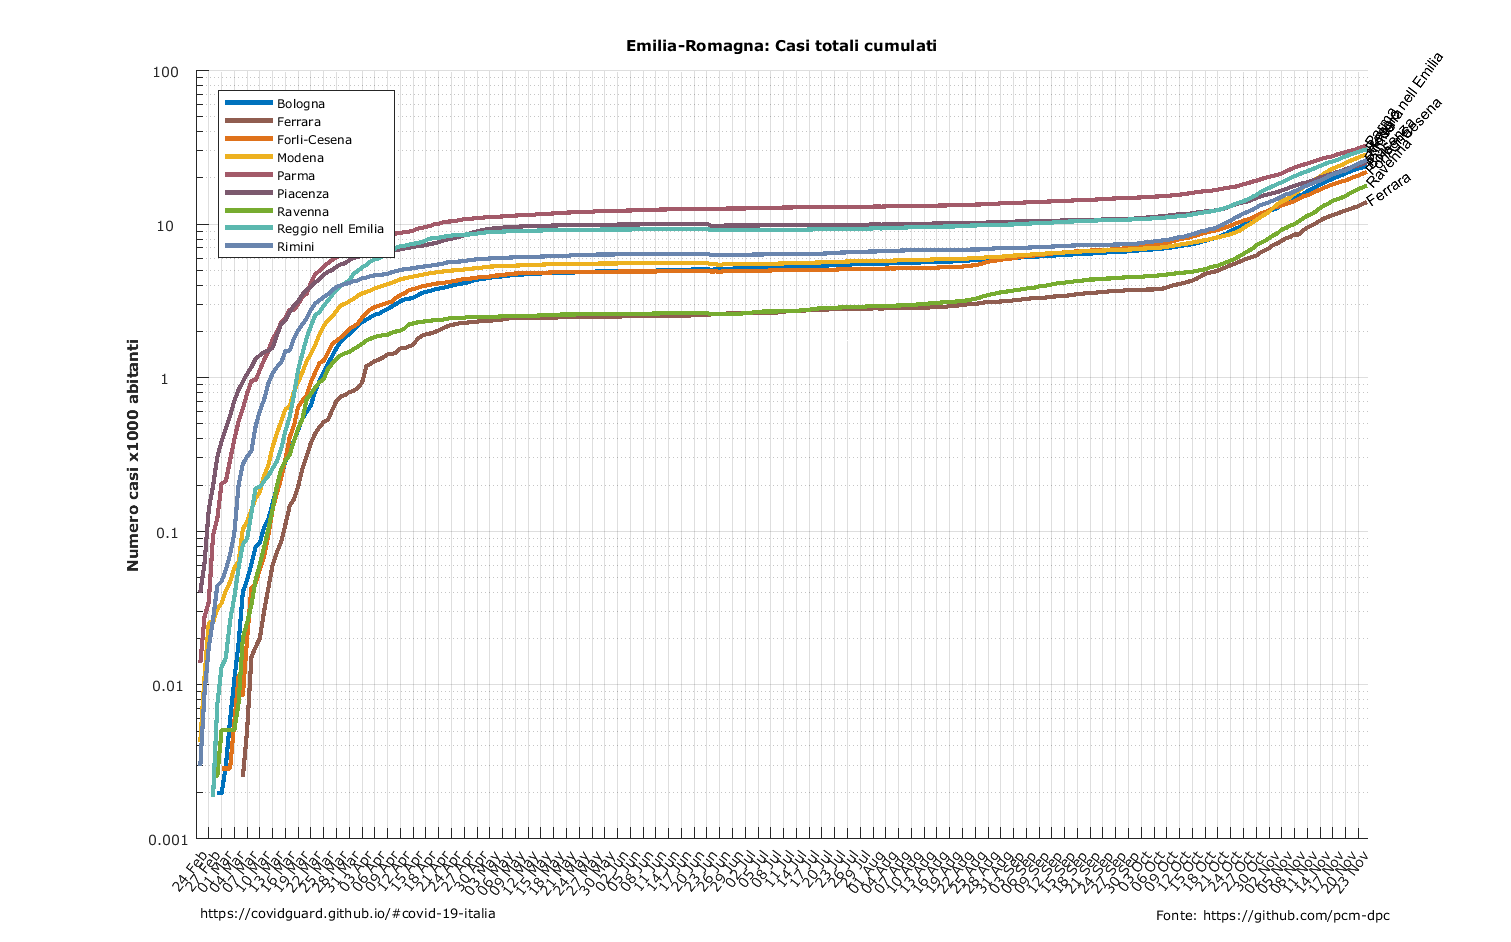 Emilia-Romagna: Casi totali cumulati
Numero casi x1000 abitanti
100
10
1
0.1
0.01
0.001
Bologna
Ferrara
Forli-Cesena
Modena
Parma
Piacenza
Ravenna
Reggio nell Emilia
Rimini
nell Emilia
Cesena
Ravenna
Ferrara
24 Feb
27 Feb
01 Mar
04 Mar
07 Mar
10 Mar
13 Mar
16 Mar
19 Mar
22 Mar
25 Mar
28 Mar
31 Mar
03 Apr
06 Apr
09 Apr
12 Apr
15 Apr
18 Apr
21 Apr
24 Apr
27 Apr
30 Apr
03 May
06 May
09 May
12 May
15 May
18 May
21 May
24 May
27 May
30 May
02 Jun
05 Jun
08 Jun
11 Jun
14 Jun
17 Jun
20 Jun
23 Jun
26 Jun
29 Jun
02 Jul
05 Jul
08 Jul
11 Jul
14 Jul
17 Jul
20 Jul
23 Jul
26 Jul
29 Jul
01 Aug
04 Aug
07 Aug
10 Aug
13 Aug
16 Aug
19 Aug
22 Aug
25 Aug
28 Aug
31 Aug
03 Sep
06 Sep
09 Sep
12 Sep
15 Sep
18 Sep
21 Sep
24 Sep
27 Sep
30 Sep
03 Oct
06 Oct
09 Oct
12 Oct
15 Oct
18 Oct
21 Oct
24 Oct
27 Oct
30 Oct
02 Nov
05 Nov
08 Nov
11 Nov
14 Nov
17 Nov
20 Nov
23 Nov
https://covidguard.github.io/#covid-19-italia
Fonte: https://github.com/pcm-dpc